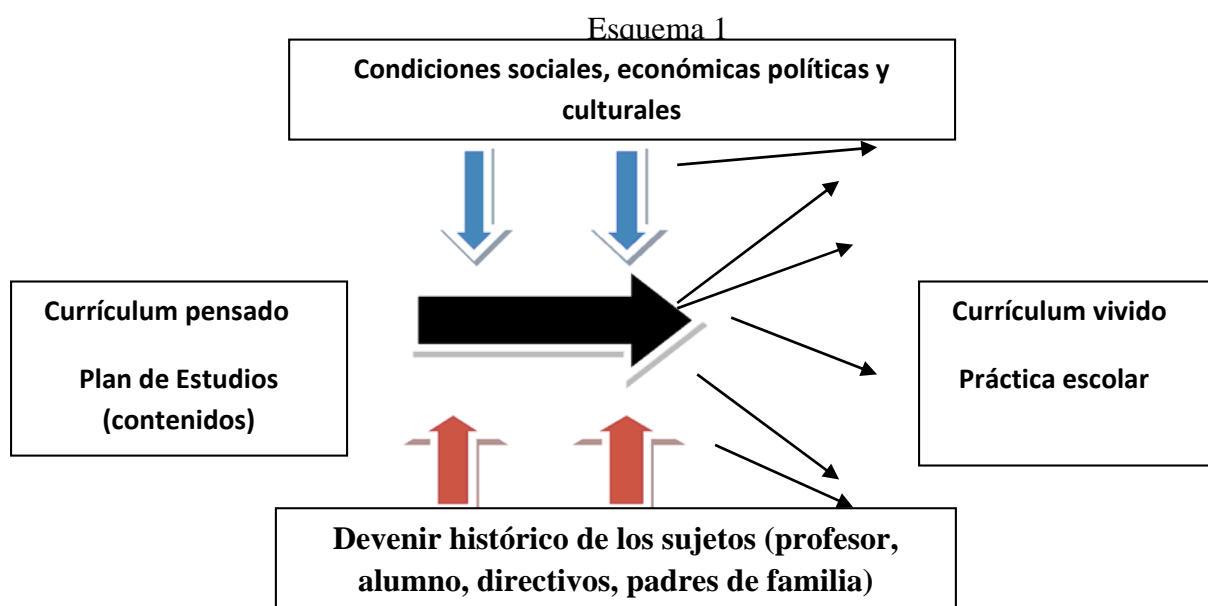 Esquema 1
Condiciones sociales, económicas políticas y
culturales
Currículum pensado
Plan de Estudios
(contenidos)
Currículum vivido
Práctica escolar
Devenir histórico de los sujetos (profesor,
alumno, directivos, padres de familia)